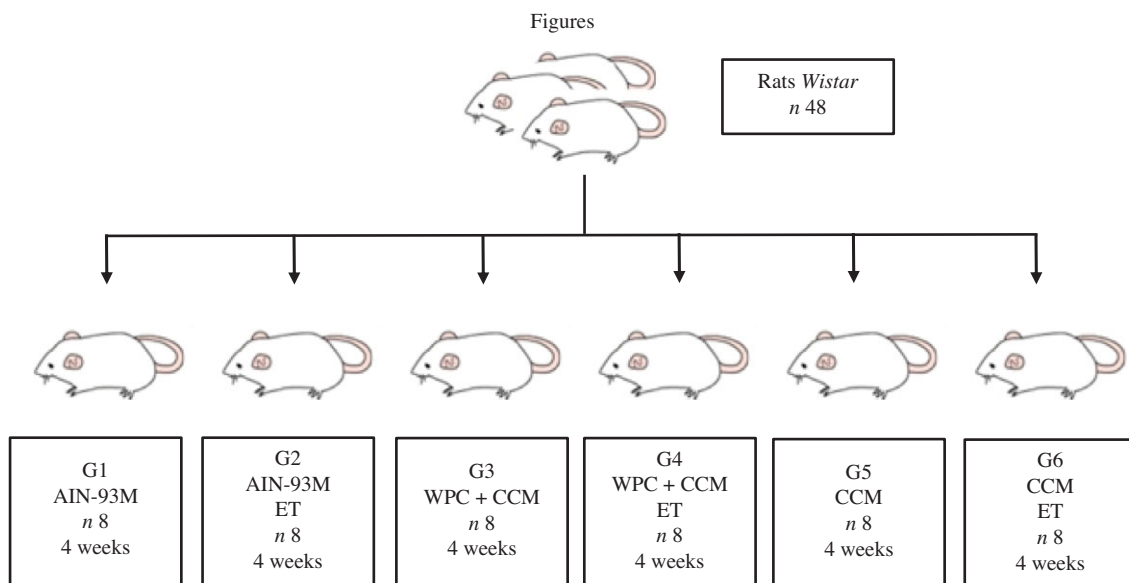 Figures
Rats Wistar
n 48
G1
AIN-93M
n 8
4 weeks
G2
AIN-93M
ET
n 8
4 weeks
G3
WPC + CCM
n 8
4 weeks
G4
WPC + CCM
ET
n 8
4 weeks
G5
CCM
n 8
4 weeks
G6
CCM
ET
n 8
4 weeks